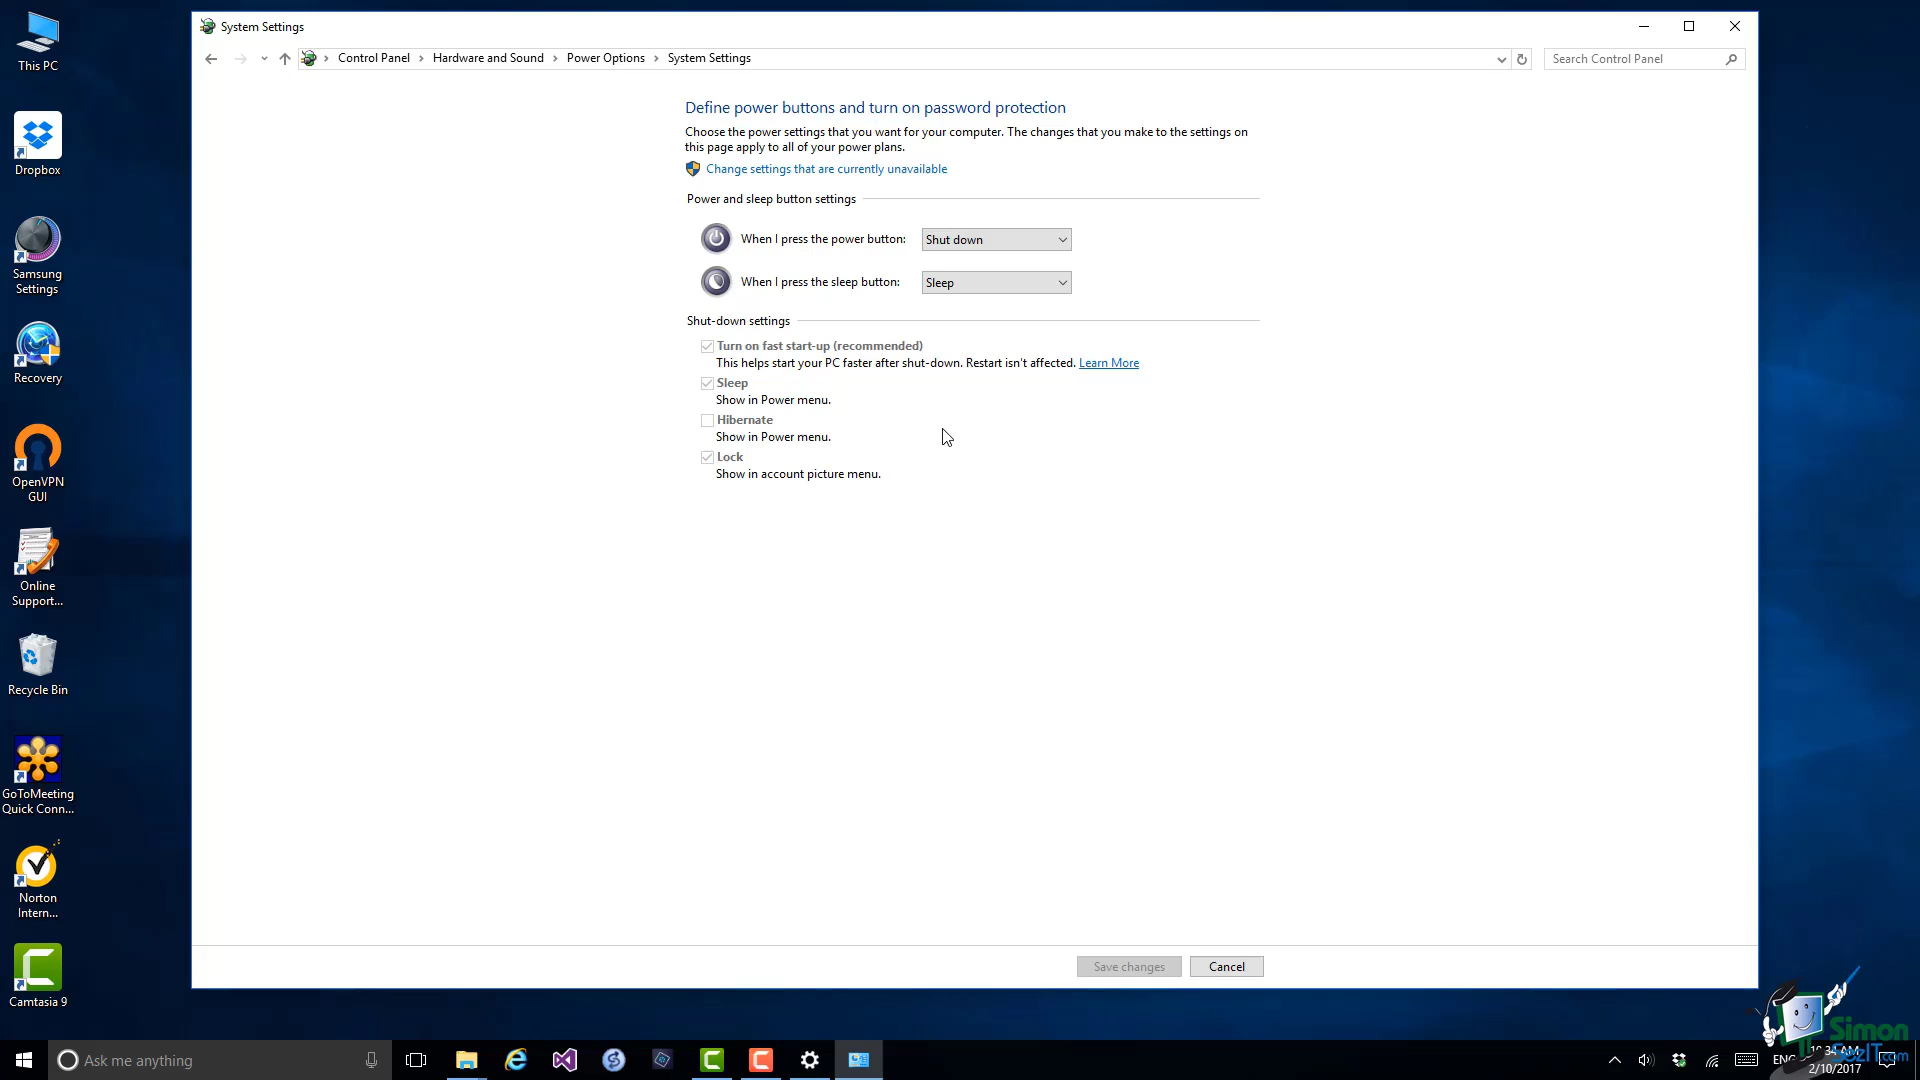 System Settings
Control Panel
Hardware and Sound
Power Options
System Settings
Search Control Panel
This PC
Dropbox
Samsung
Settings
Recovery
OpenVPN
GUI
Online
Support...
Recycle Bin
GoToMeeting
Quick Conn...
Norton
Intern...
Camtasia 9
Define power buttons and turn on password protection
Choose the power settings that you want for your computer. The changes that you make to the settings on
this page apply to all of your power plans.
Change settings that are currently unavailable
Power and sleep button settings
When I press the power button:
Shut down
When I press the sleep button:
Sleep
Shut-down settings
Turn on fast start-up (recommended)
This helps start your PC faster after shut-down. Restart isn't affected. Learn More
Sleep
Show in Power menu.
Hibernate
Show in Power menu.
Lock
Show in account picture menu.
Save changes
Cancel
Simon
SezIT.com
Ask me anything
ENG
2/10/2017